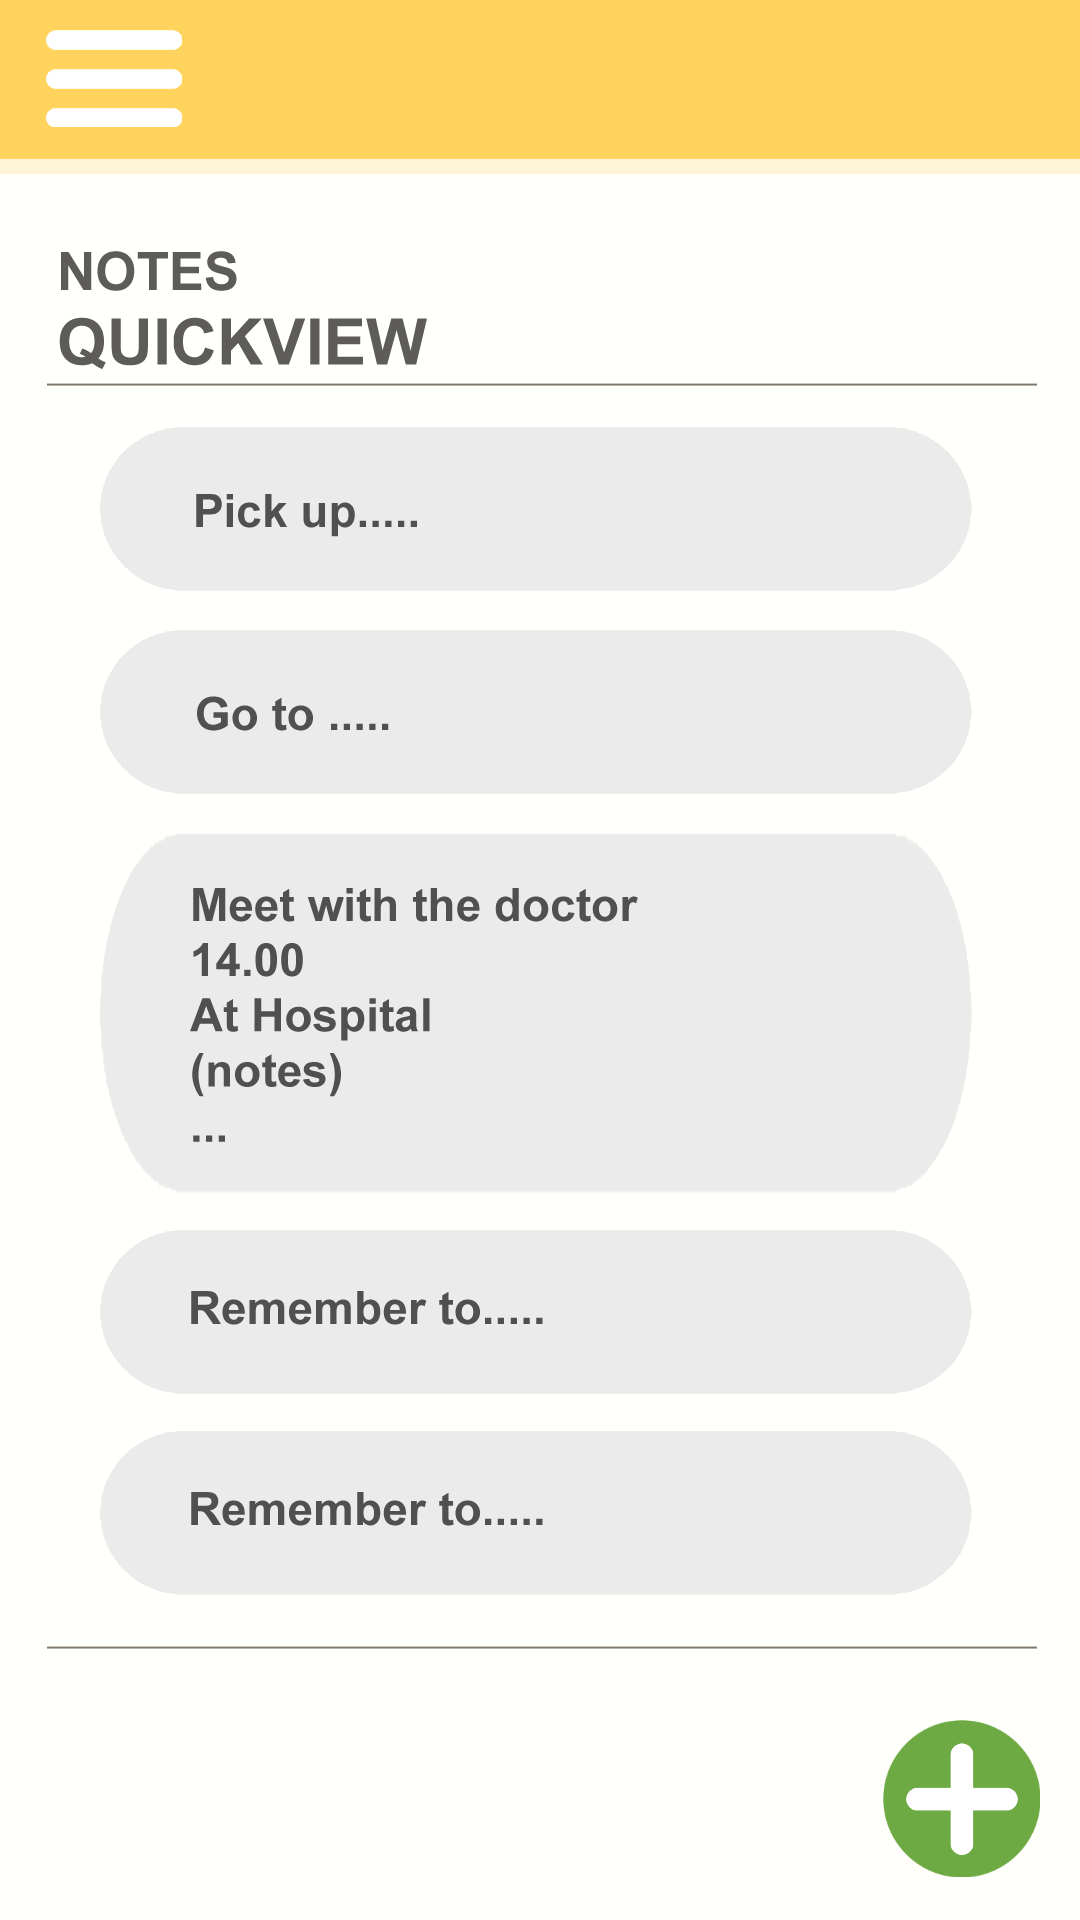 NOTES
QUICKVIEW
Pick up.....
Go to .....
Meet with the doctor
14.00
At Hospital
(notes)
...
Remember to.....
Remember to.....